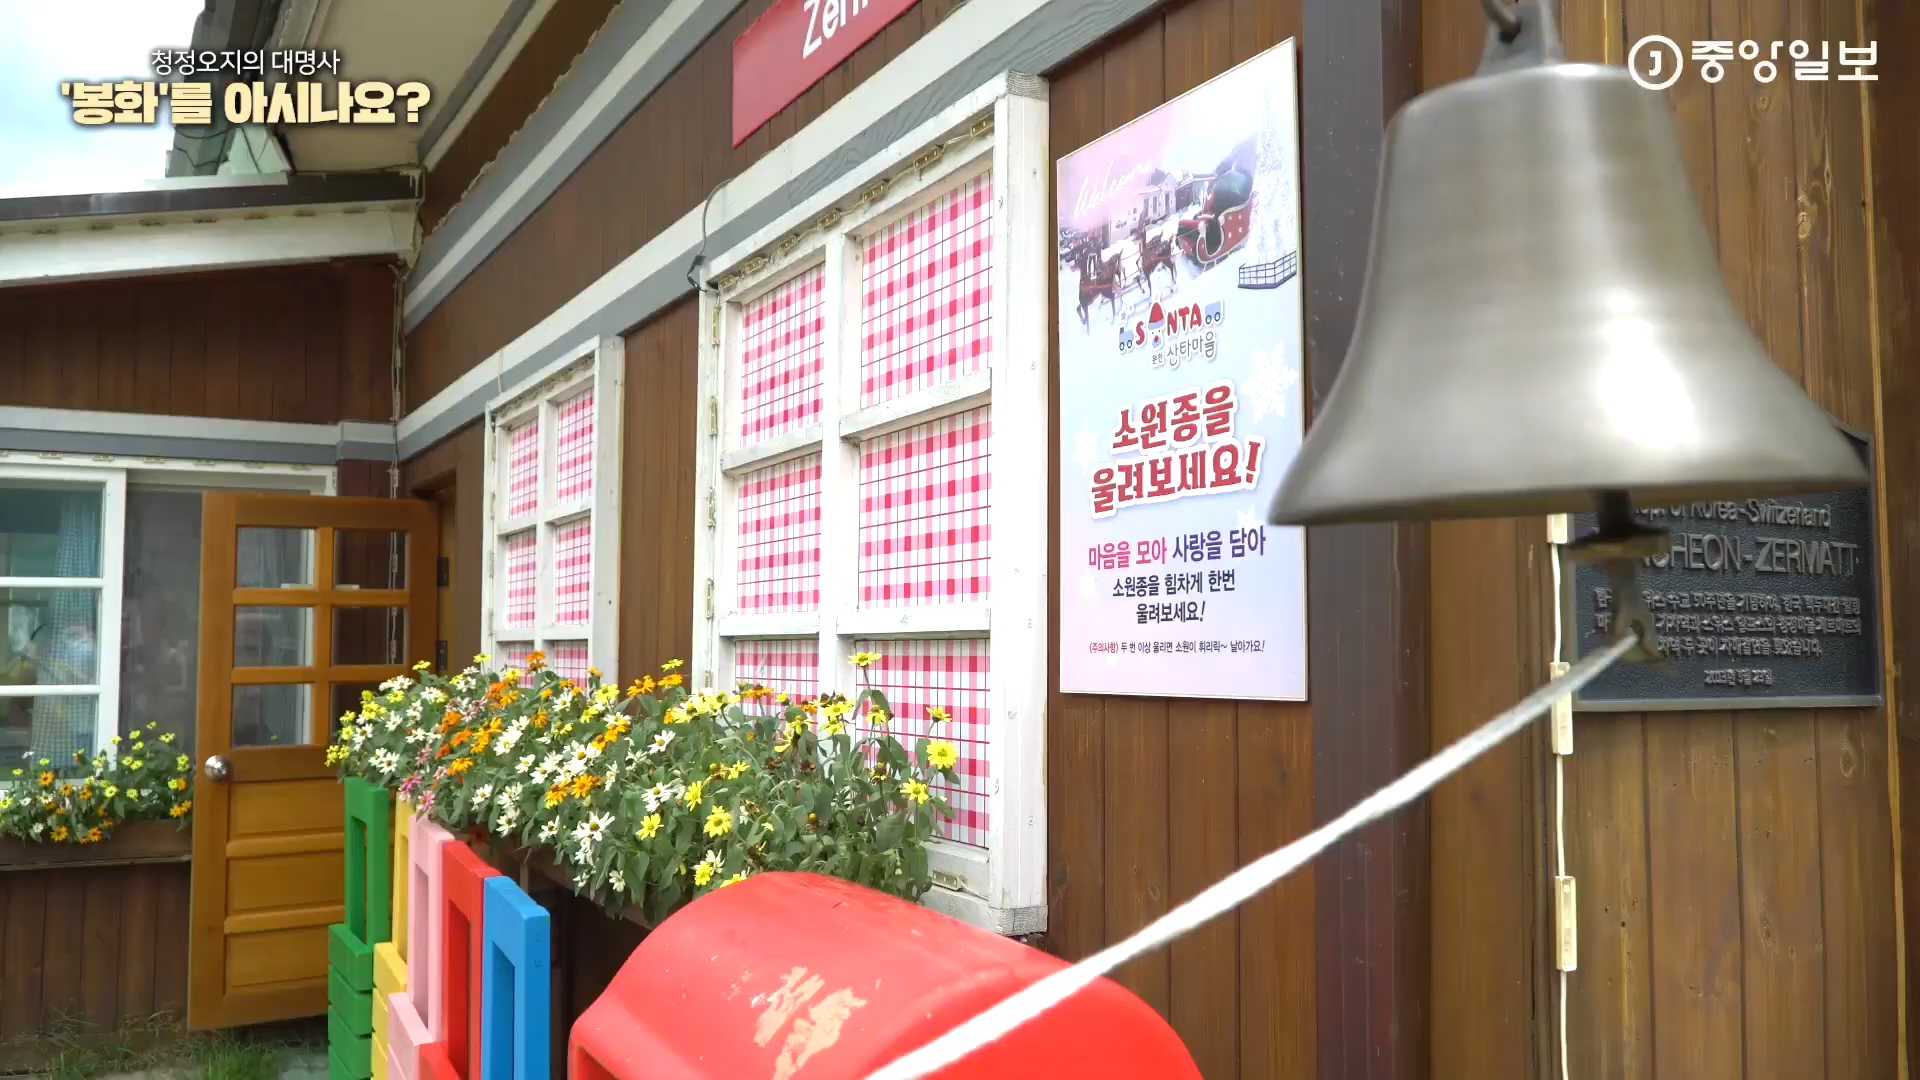 청정오지의 대명사
'봉화'를 아시나요?
중앙일보
Welcome
SANTA
분천 산타마을
소원종을
울려보세요!
마음을 모아 사랑을 담아
소원종을 힘차게 한번
울려보세요!
(주의사항) 두 번 이상 울리면 소원이 휘리릭~ 날아가요!
of Korea-Switzerland
CHEON-ZERMATT